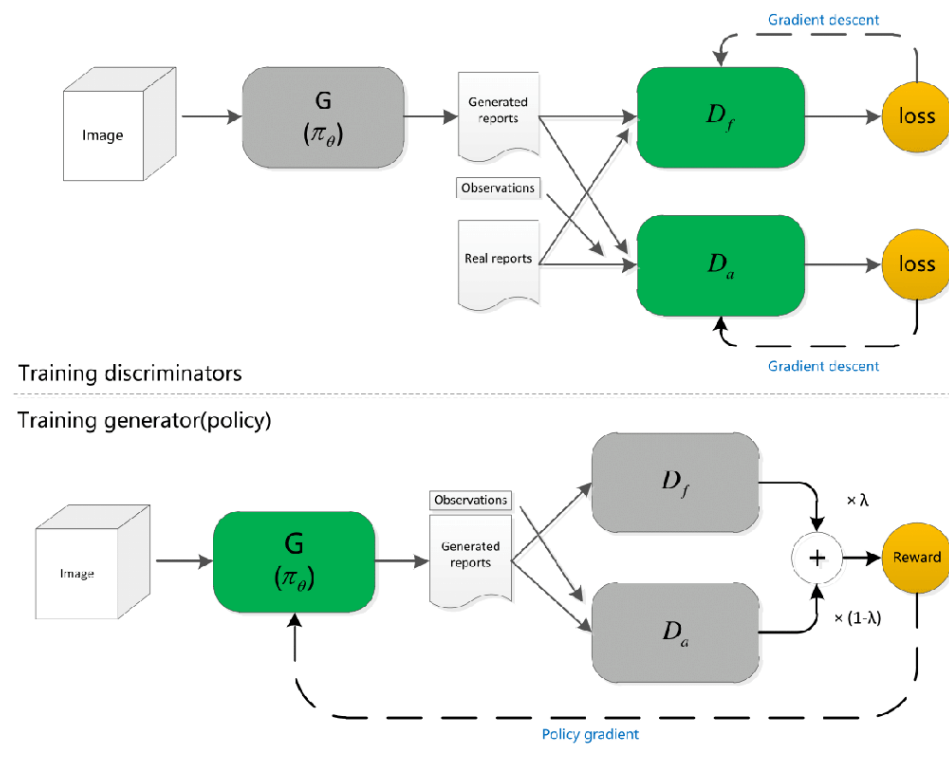 Gradient descent
Image
G
(π_θ)
Generated
reports
D_f
loss
Observations
Real reports
D_a
loss
Gradient descent
Training discriminators
Training generator(policy)
Image
G
(π_θ)
Observations
Generated
reports
D_f
× λ
+
Reward
D_a
× (1-λ)
Policy gradient